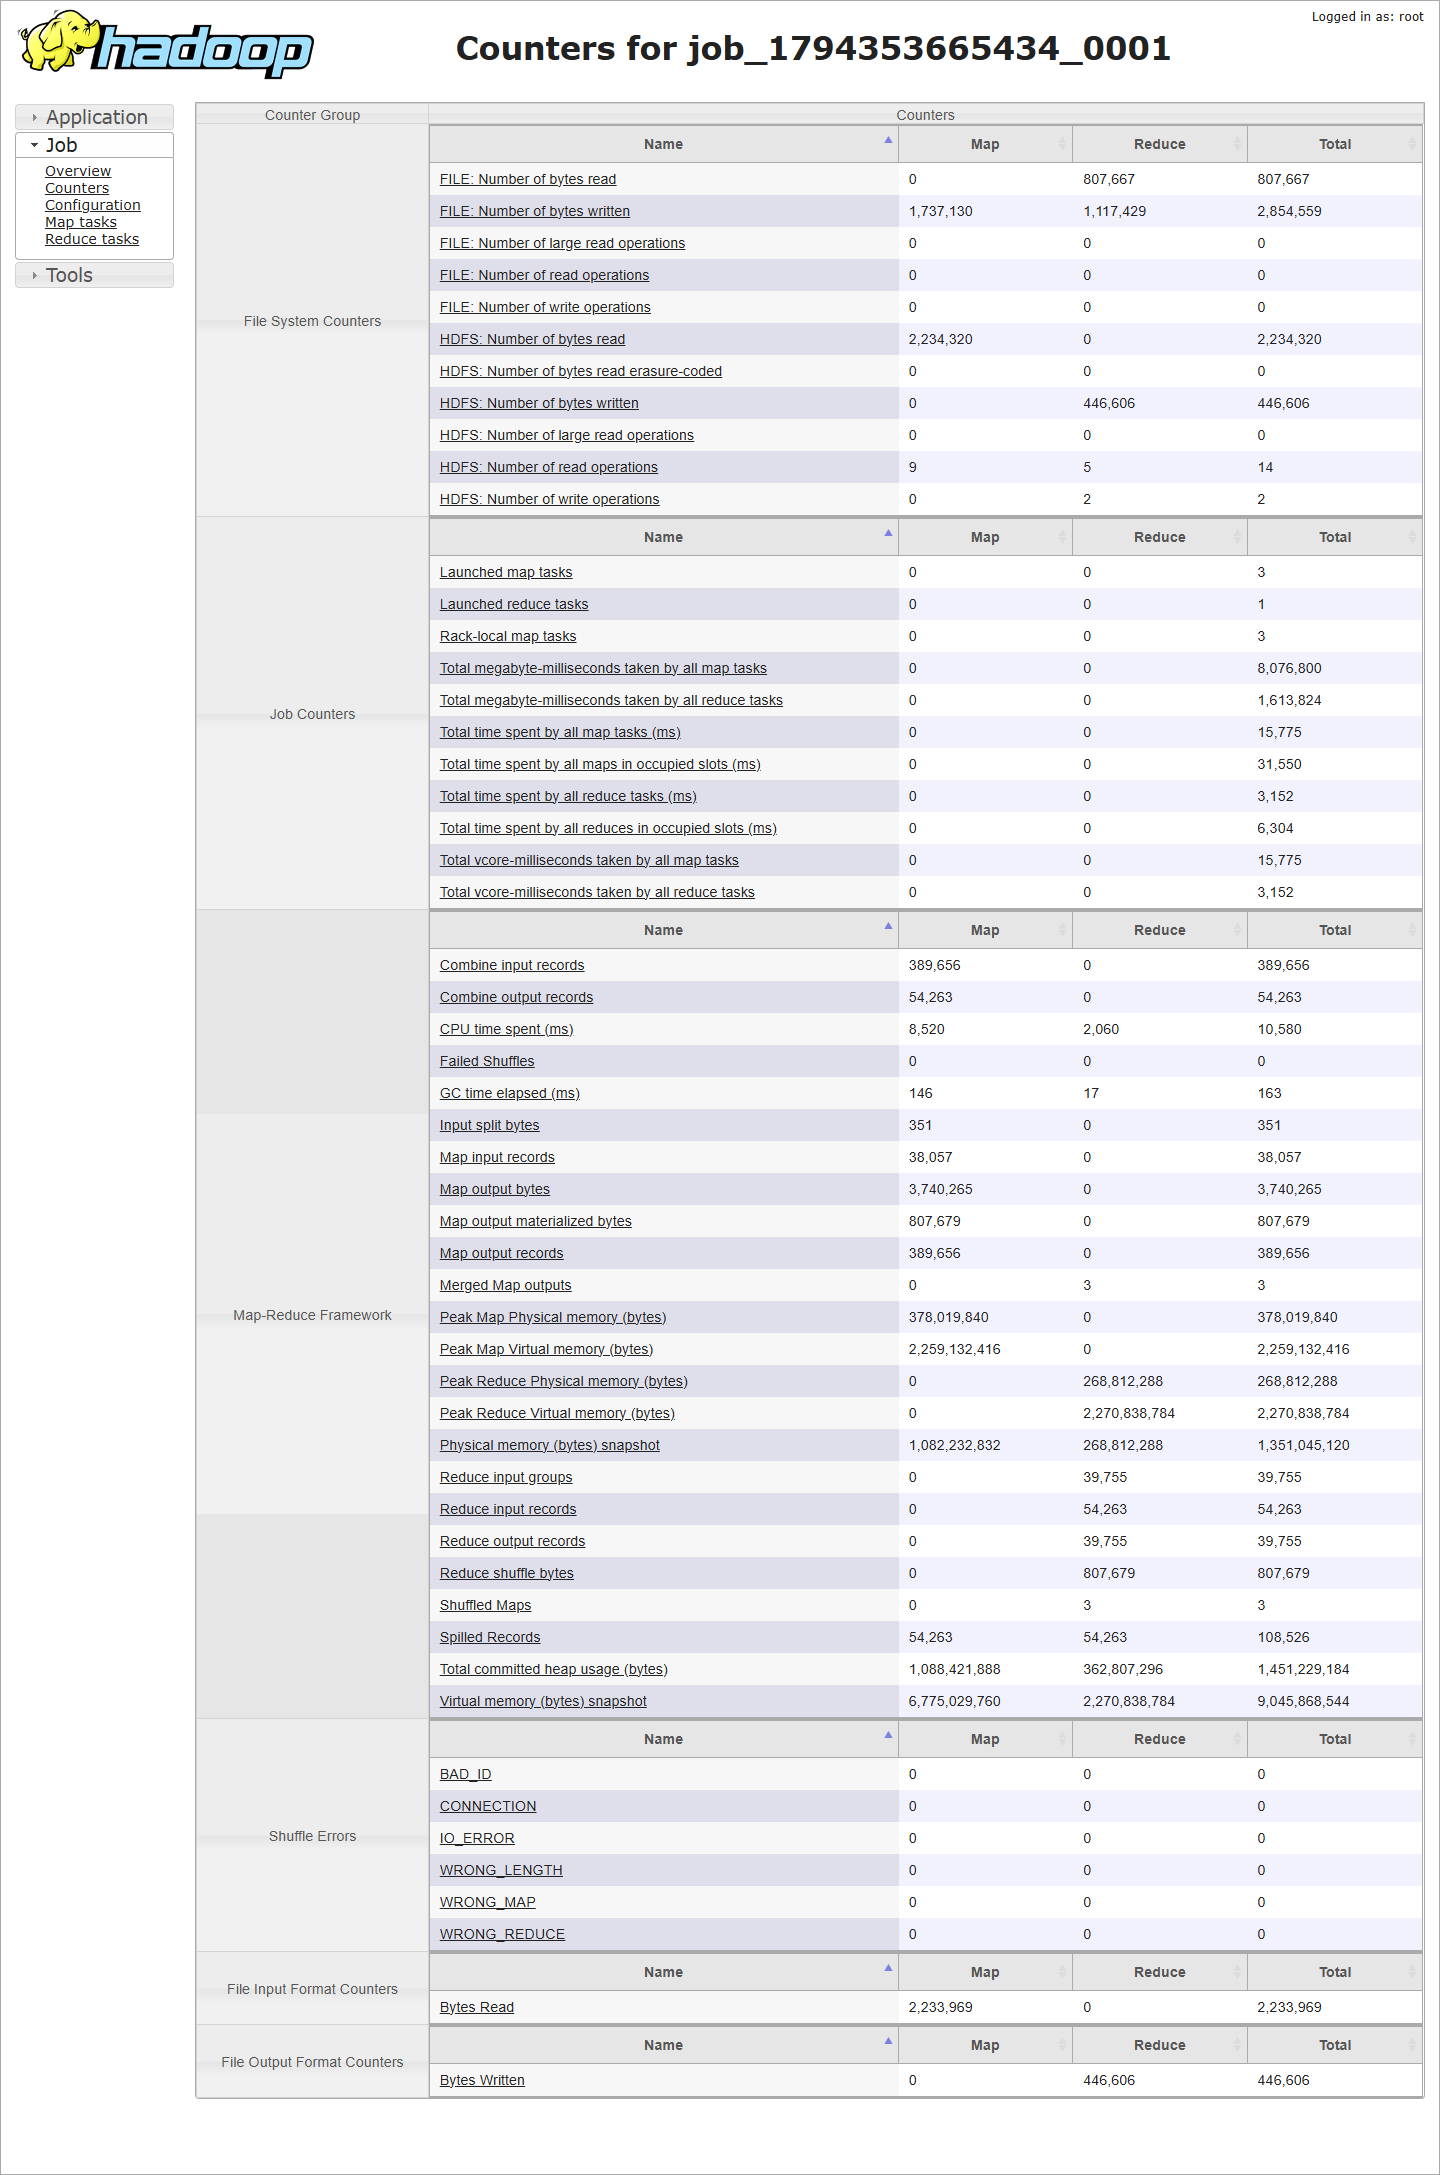 Logged in as: root
hadoop
Counters for job_1794353665434_0001
Application
Job
Overview
Counters
Configuration
Map tasks
Reduce tasks
Tools
Counter Group Counters
File System Counters
Name Map Reduce Total
FILE: Number of bytes read 0 807,667 807,667
FILE: Number of bytes written 1,737,130 1,117,429 2,854,559
FILE: Number of large read operations 0 0 0
FILE: Number of read operations 0 0 0
FILE: Number of write operations 0 0 0
HDFS: Number of bytes read 2,234,320 0 2,234,320
HDFS: Number of bytes read erasure-coded 0 0 0
HDFS: Number of bytes written 0 446,606 446,606
HDFS: Number of large read operations 0 0 0
HDFS: Number of read operations 9 5 14
HDFS: Number of write operations 0 2 2
Job Counters
Name Map Reduce Total
Launched map tasks 0 0 3
Launched reduce tasks 0 0 1
Rack-local map tasks 0 0 3
Total megabyte-milliseconds taken by all map tasks 0 0 8,076,800
Total megabyte-milliseconds taken by all reduce tasks 0 0 1,613,824
Total time spent by all map tasks (ms) 0 0 15,775
Total time spent by all maps in occupied slots (ms) 0 0 31,550
Total time spent by all reduce tasks (ms) 0 0 3,152
Total time spent by all reduces in occupied slots (ms) 0 0 6,304
Total vcore-milliseconds taken by all map tasks 0 0 15,775
Total vcore-milliseconds taken by all reduce tasks 0 0 3,152
Map-Reduce Framework
Name Map Reduce Total
Combine input records 389,656 0 389,656
Combine output records 54,263 0 54,263
CPU time spent (ms) 8,520 2,060 10,580
Failed Shuffles 0 0 0
GC time elapsed (ms) 146 17 163
Input split bytes 351 0 351
Map input records 38,057 0 38,057
Map output bytes 3,740,265 0 3,740,265
Map output materialized bytes 807,679 0 807,679
Map output records 389,656 0 389,656
Merged Map outputs 0 3 3
Peak Map Physical memory (bytes) 378,019,840 0 378,019,840
Peak Map Virtual memory (bytes) 2,259,132,416 0 2,259,132,416
Peak Reduce Physical memory (bytes) 0 268,812,288 268,812,288
Peak Reduce Virtual memory (bytes) 0 2,270,838,784 2,270,838,784
Physical memory (bytes) snapshot 1,082,232,832 268,812,288 1,351,045,120
Reduce input groups 0 39,755 39,755
Reduce input records 0 54,263 54,263
Reduce output records 0 39,755 39,755
Reduce shuffle bytes 0 807,679 807,679
Shuffled Maps 0 3 3
Spilled Records 54,263 54,263 108,526
Total committed heap usage (bytes) 1,088,421,888 362,807,296 1,451,229,184
Virtual memory (bytes) snapshot 6,775,029,760 2,270,838,784 9,045,868,544
Shuffle Errors
Name Map Reduce Total
BAD_ID 0 0 0
CONNECTION 0 0 0
IO_ERROR 0 0 0
WRONG_LENGTH 0 0 0
WRONG_MAP 0 0 0
WRONG_REDUCE 0 0 0
File Input Format Counters
Name Map Reduce Total
Bytes Read 2,233,969 0 2,233,969
File Output Format Counters
Name Map Reduce Total
Bytes Written 0 446,606 446,606